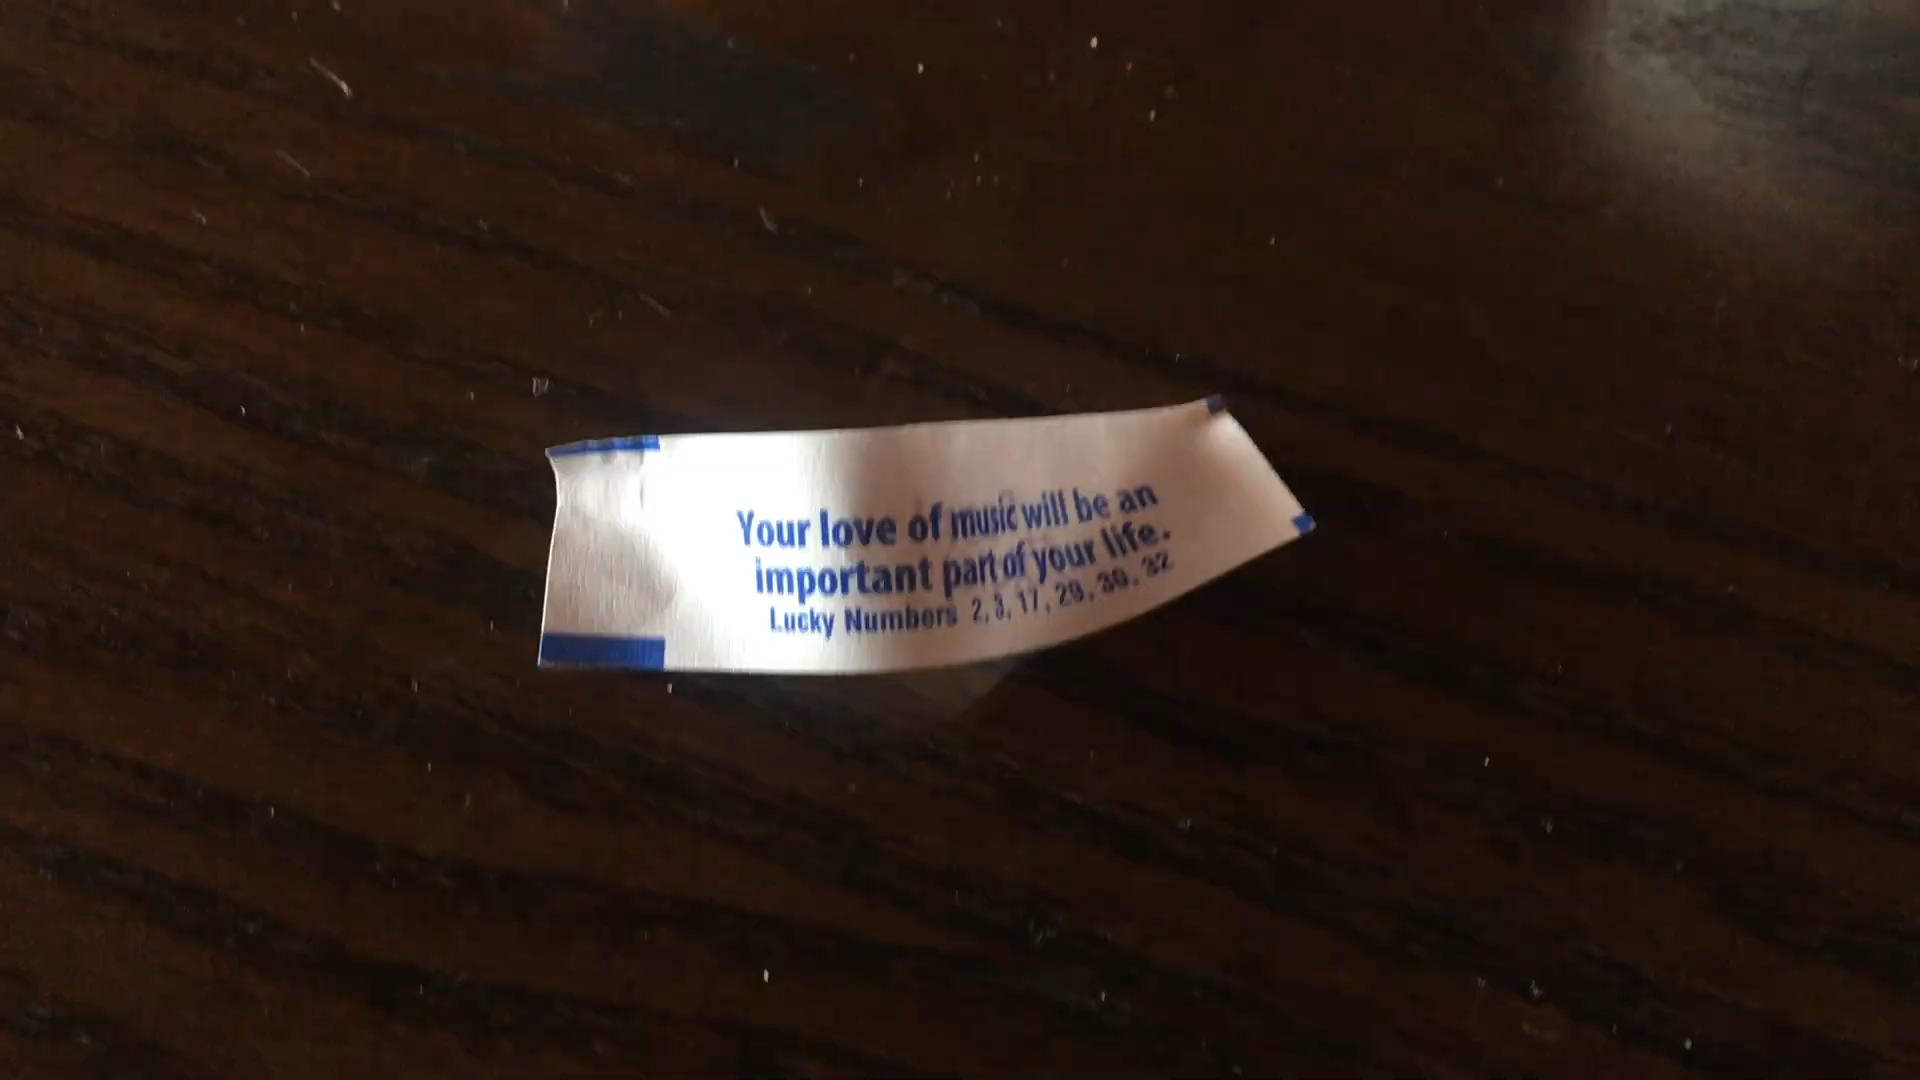 Your love of music will be an
important part of your life.
Lucky Numbers 2, 3, 17, 29, 30, 32